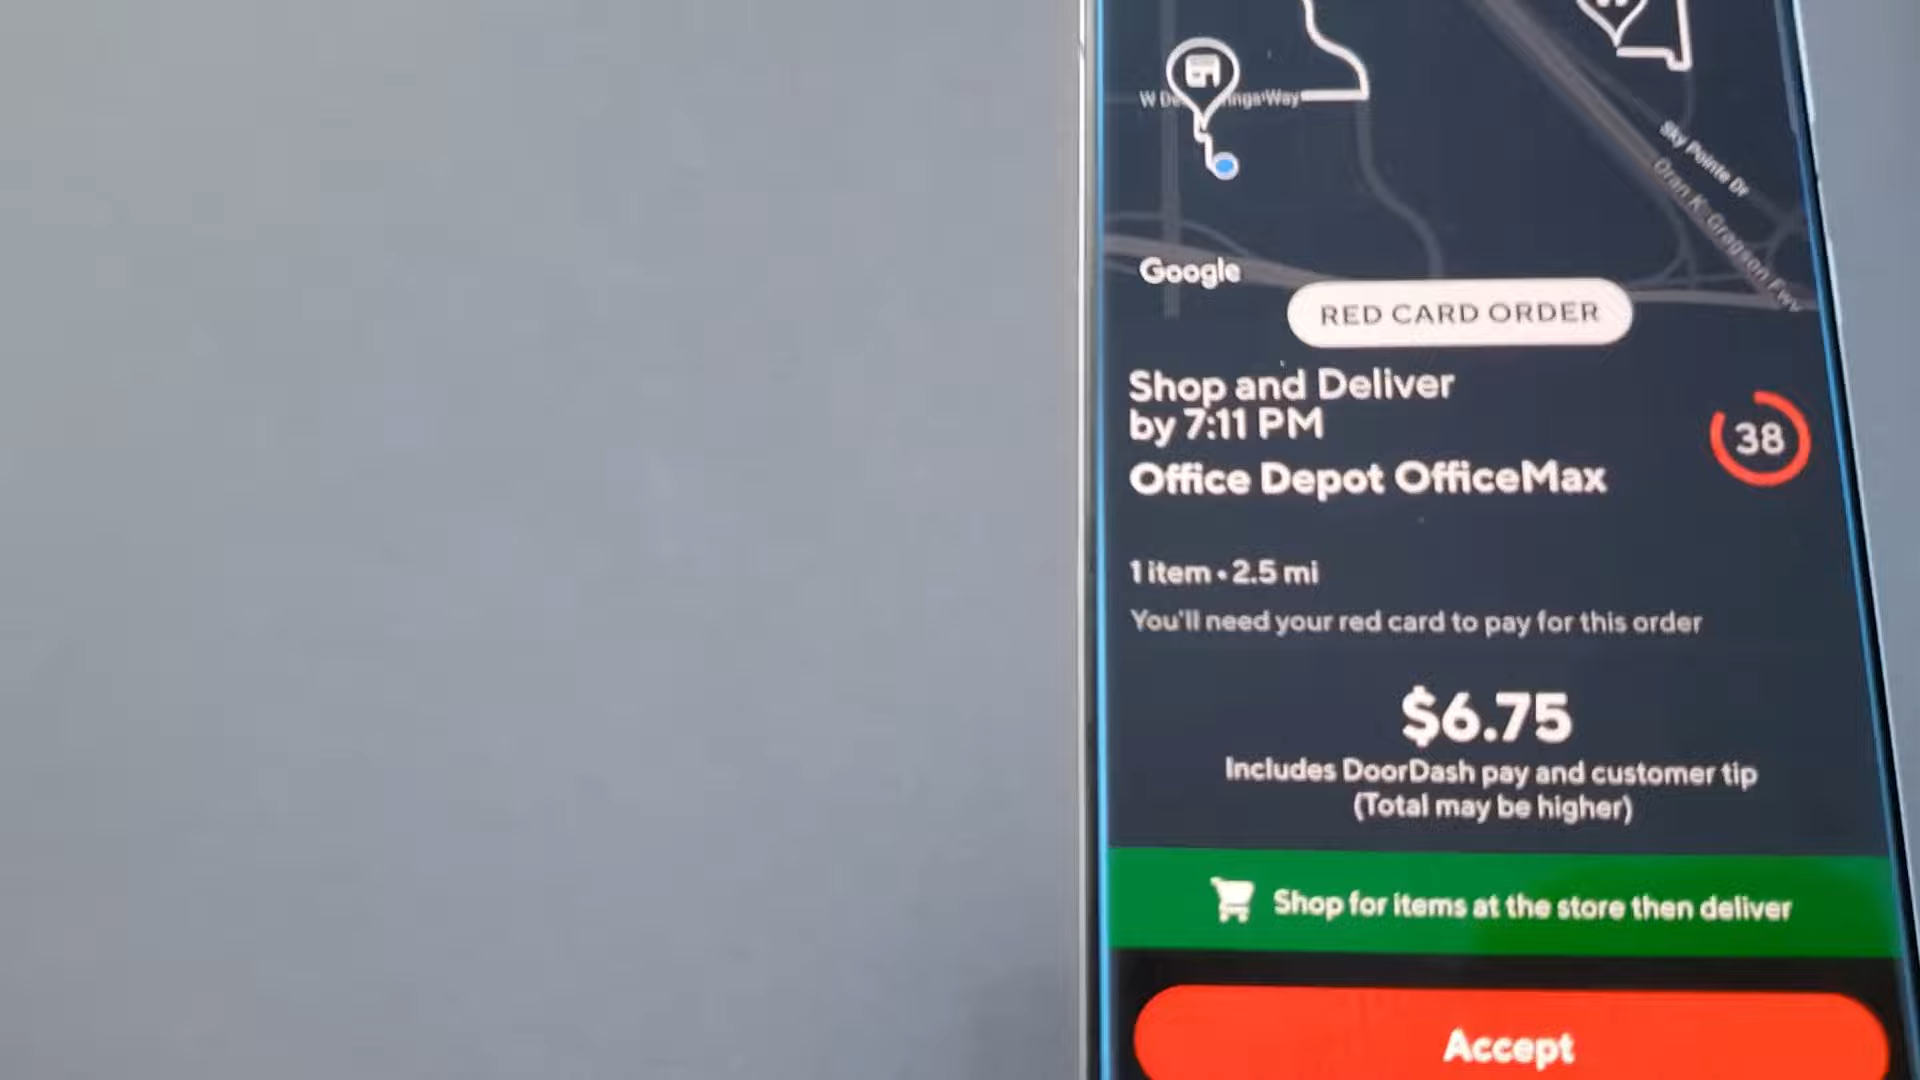 W De
ings Way
Sky Pointe Dr
Oran K Gragson Fwy
Google
RED CARD ORDER
Shop and Deliver
by 7:11 PM
38
Office Depot OfficeMax
1 item • 2.5 mi
You'll need your red card to pay for this order
$6.75
Includes DoorDash pay and customer tip
(Total may be higher)
Shop for items at the store then deliver
Accept